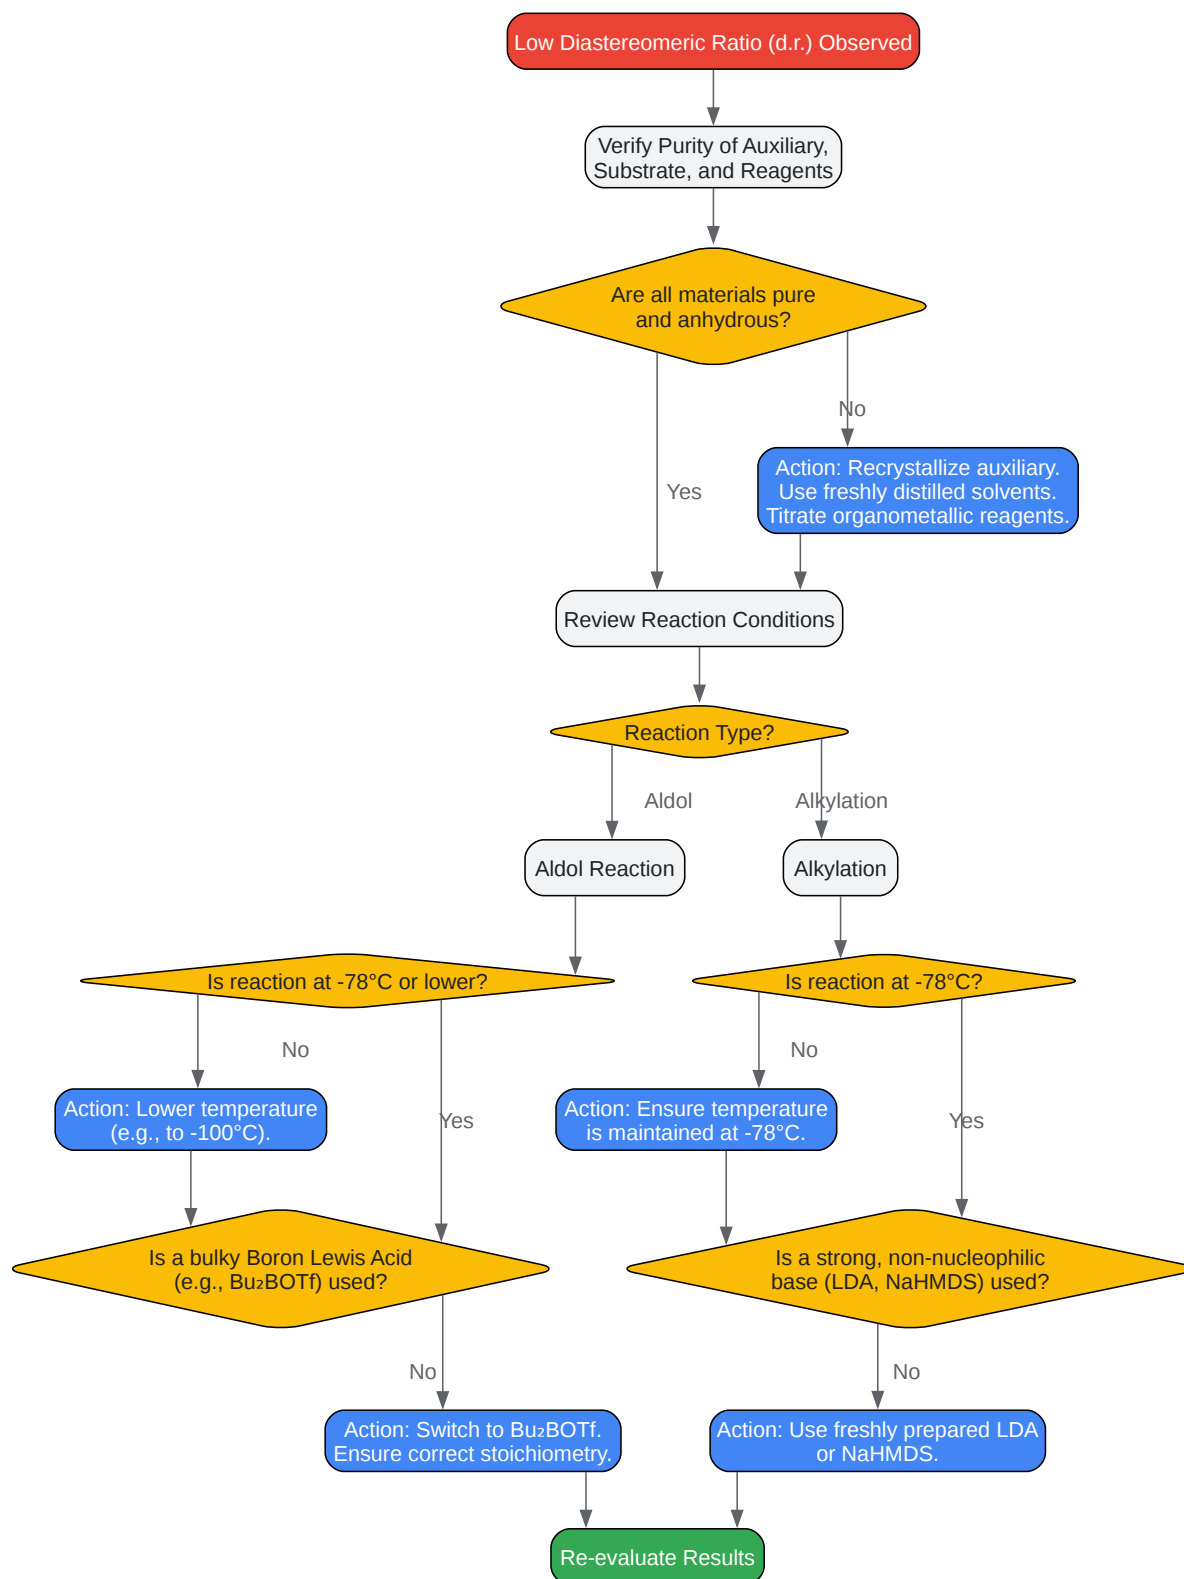 Low Diastereomeric Ratio (d.r.) Observed
Verify Purity of Auxiliary,
Substrate, and Reagents
Are all materials pure
and anhydrous?
No
Action: Recrystallize auxiliary.
Use freshly distilled solvents.
Titrate organometallic reagents.
Yes
Review Reaction Conditions
Reaction Type?
Aldol
Alkylation
Aldol Reaction
Alkylation
Is reaction at -78°C or lower?
Is reaction at -78°C?
No
No
Action: Lower temperature
(e.g., to -100°C).
Yes
Action: Ensure temperature
is maintained at -78°C.
Yes
Is a bulky Boron Lewis Acid
(e.g., Bu₂BOTf) used?
Is a strong, non-nucleophilic
base (LDA, NaHMDS) used?
No
No
Action: Switch to Bu₂BOTf.
Ensure correct stoichiometry.
Action: Use freshly prepared LDA
or NaHMDS.
Re-evaluate Results